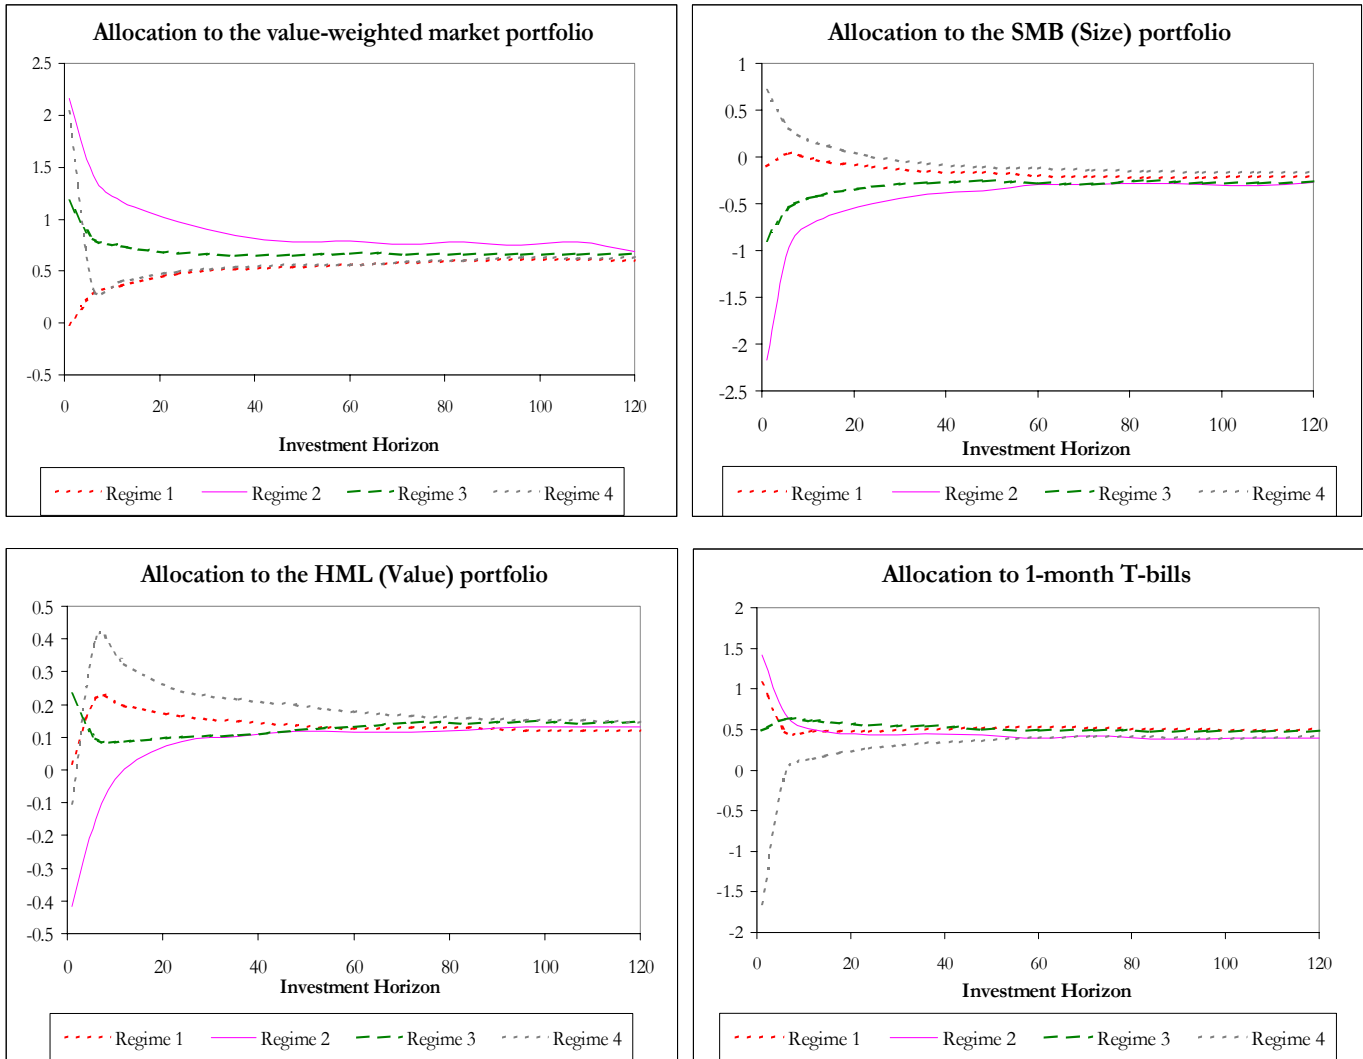 Allocation to the value-weighted market portfolio
2.5
2
1.5
1
0.5
0
-0.5
0 20 40 60 80 100 120
Investment Horizon
Regime 1 Regime 2 Regime 3 Regime 4
Allocation to the SMB (Size) portfolio
1
0.5
0
-0.5
-1
-1.5
-2
-2.5
0 20 40 60 80 100 120
Investment Horizon
Regime 1 Regime 2 Regime 3 Regime 4
Allocation to the HML (Value) portfolio
0.5
0.4
0.3
0.2
0.1
0
-0.1
-0.2
-0.3
-0.4
-0.5
0 20 40 60 80 100 120
Investment Horizon
Regime 1 Regime 2 Regime 3 Regime 4
Allocation to 1-month T-bills
2
1.5
1
0.5
0
-0.5
-1
-1.5
-2
0 20 40 60 80 100 120
Investment Horizon
Regime 1 Regime 2 Regime 3 Regime 4